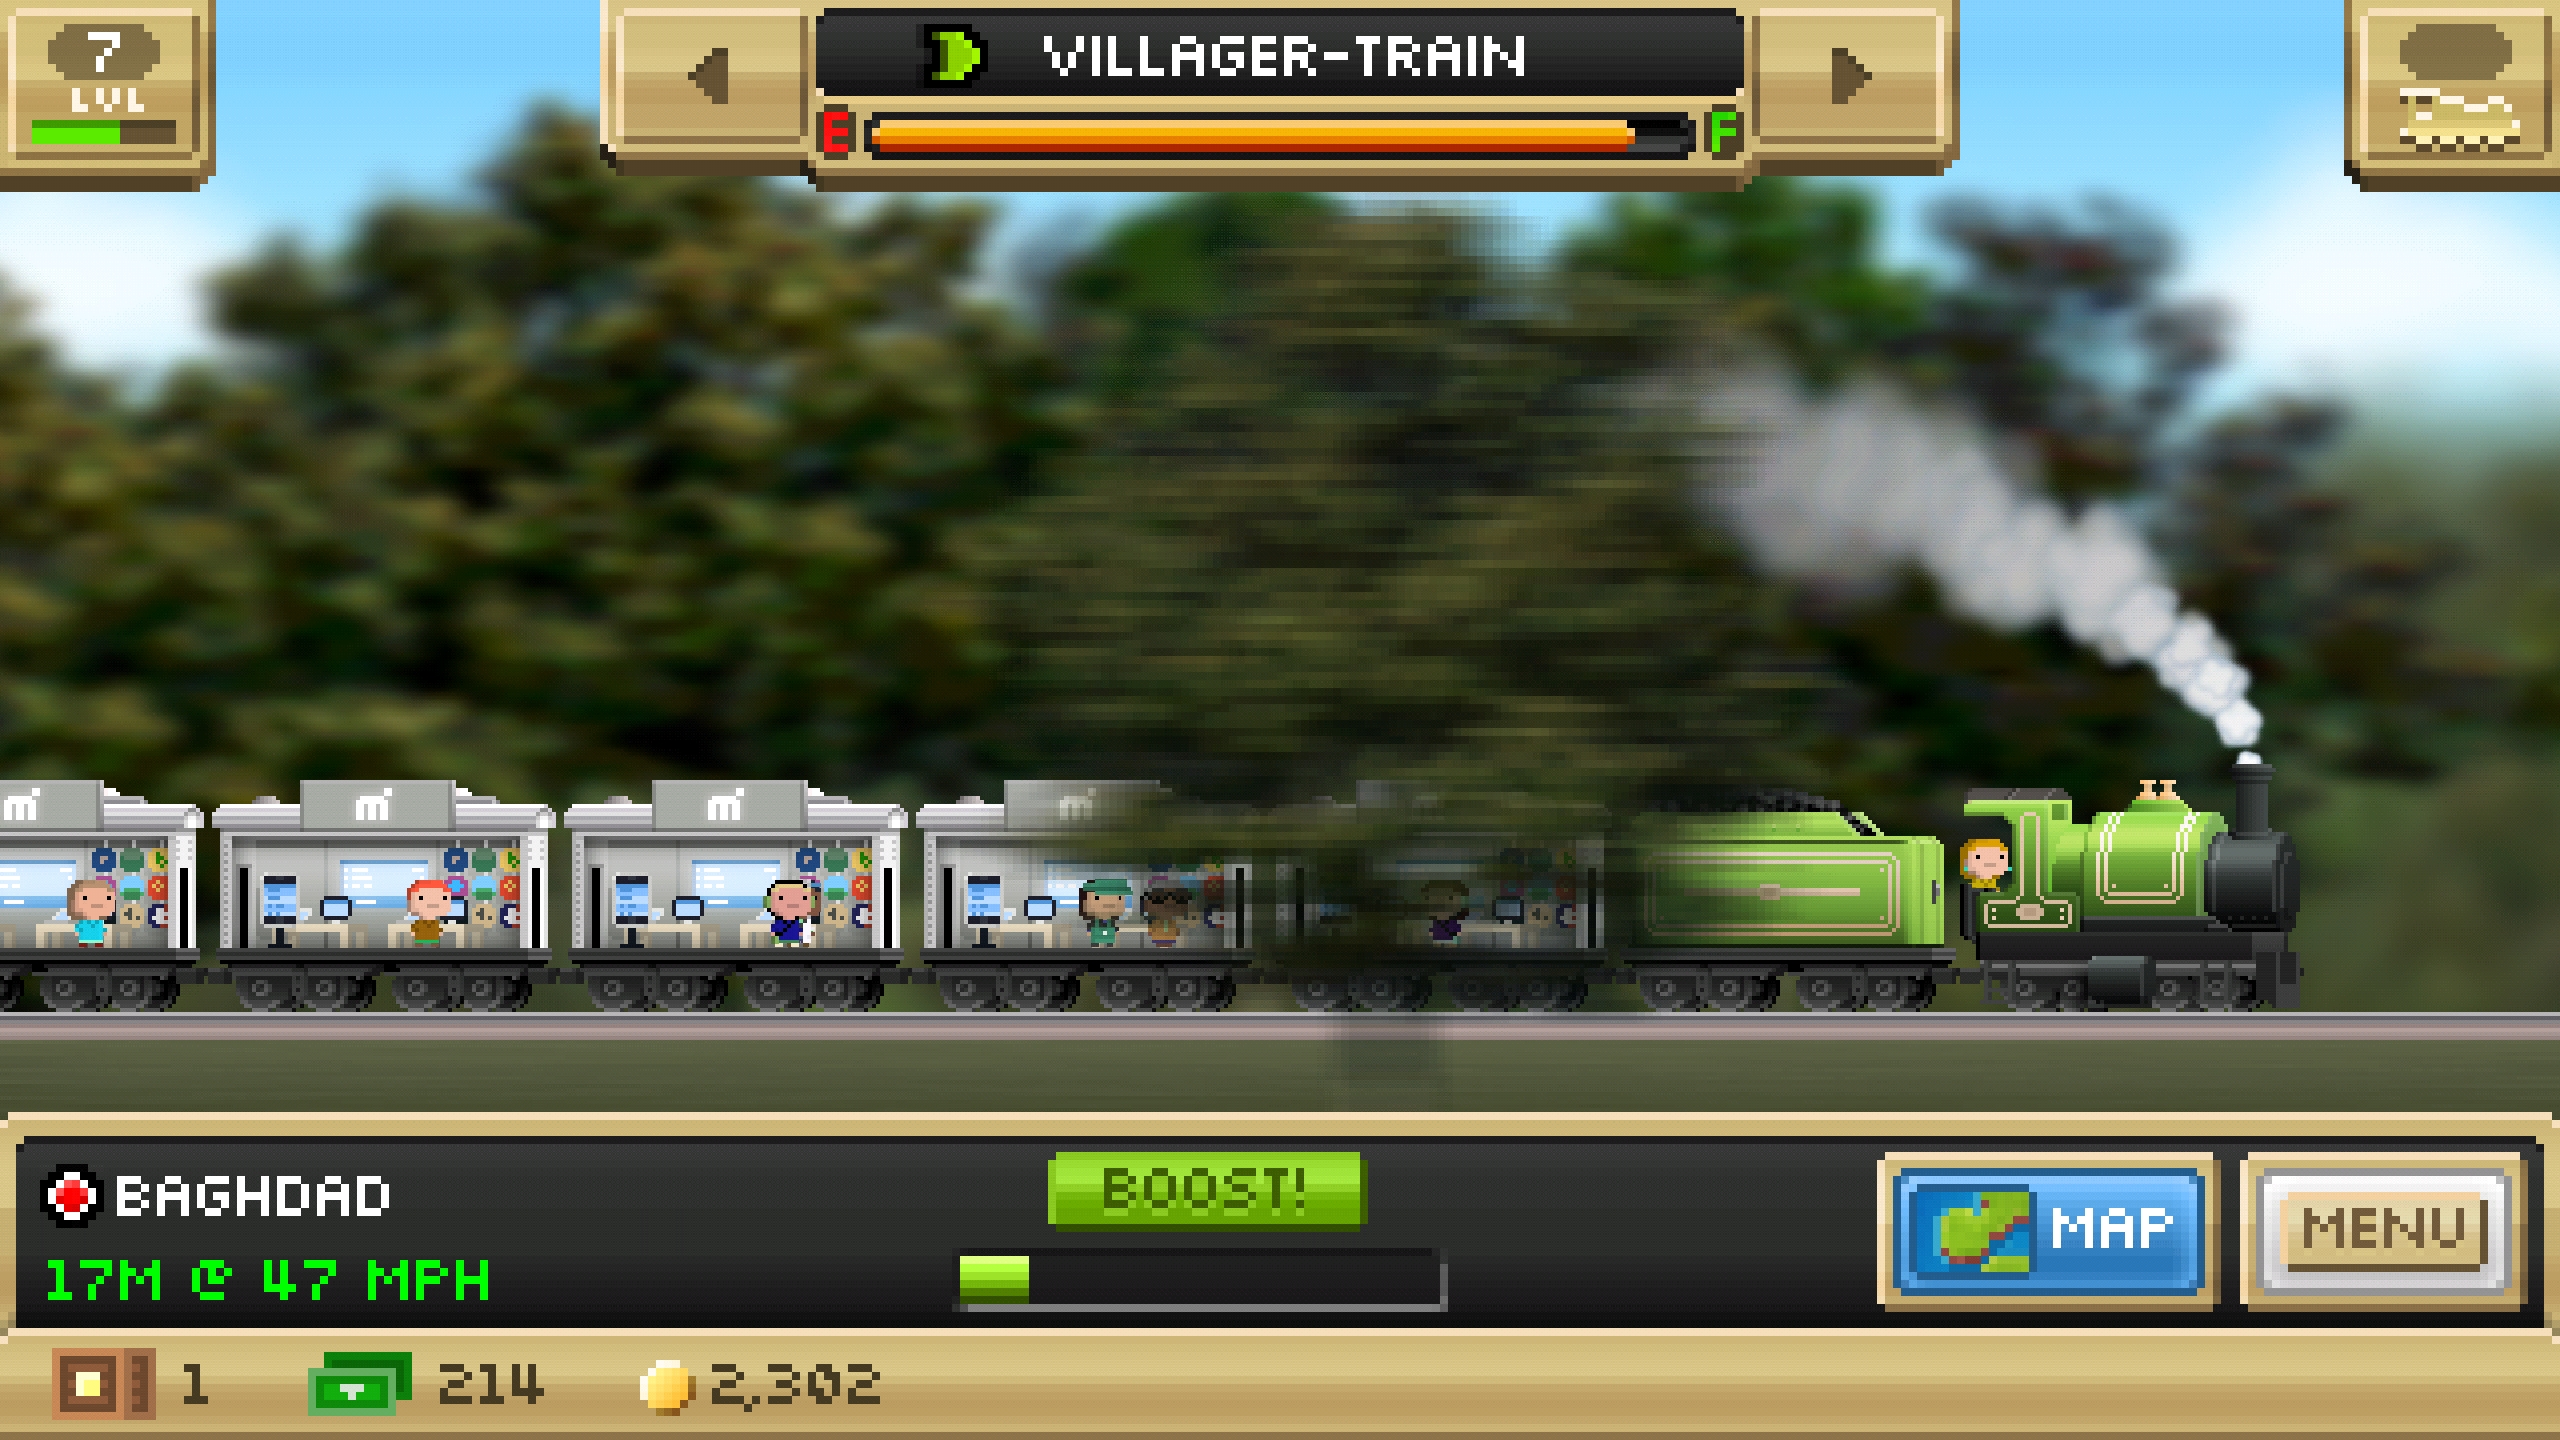 7
LVL
VILLAGER-TRAIN
E F
m
m
m
m
BAGHDAD
17M @ 47 MPH
BOOST!
MAP
MENU
1
214
2,302